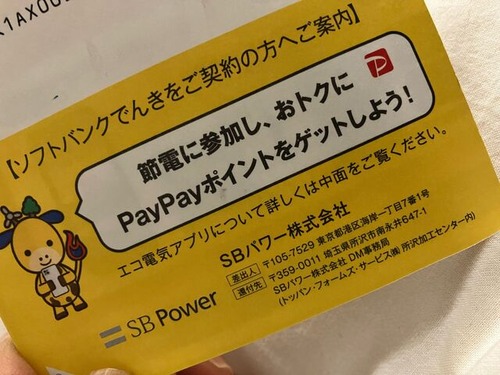 【ソフトバンクでんきをご契約の方へご案内】
節電に参加し、おトクに
PayPayポイントをゲットしよう!
エコ電気アプリについて詳しくは中面をご覧ください。
SBパワー株式会社
差出人 〒105-7529 東京都港区海岸一丁目7番1号
還付先 〒359-0011 埼玉県所沢市南永井647-1
SBパワー株式会社 DM事務局
(トッパン・フォームズ・サービス㈱ 所沢加工センター内)
SB Power